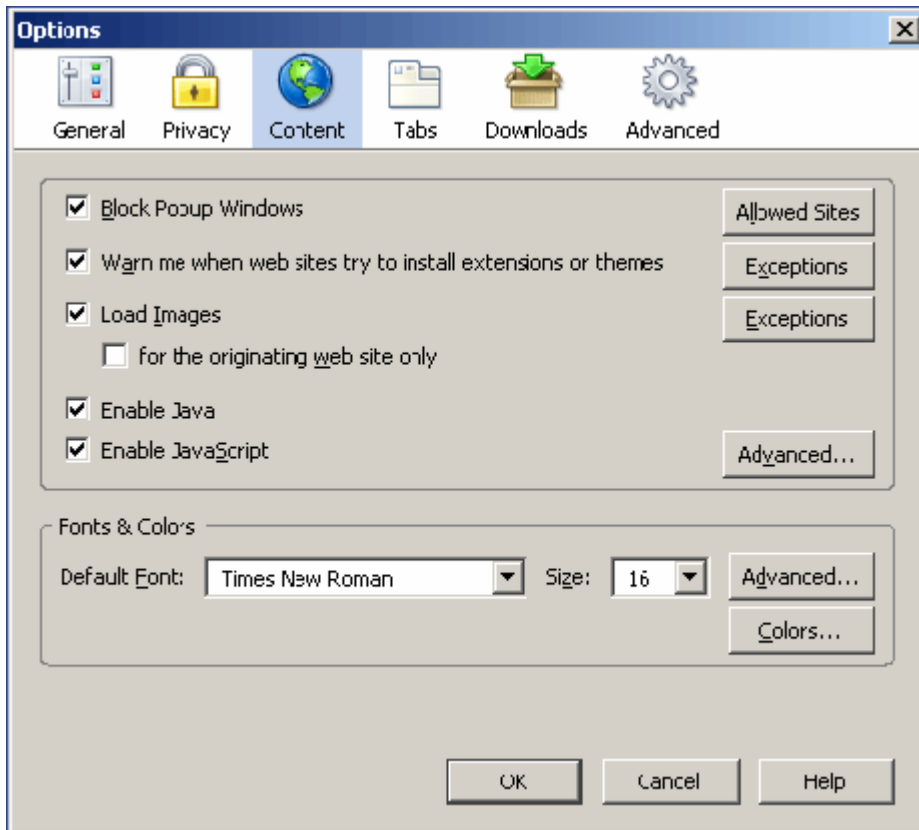 Options
General Privacy Content Tabs Downloads Advanced
Block Popup Windows Allowed Sites
Warn me when web sites try to install extensions or themes Exceptions
Load Images Exceptions
for the originating web site only
Enable Java
Enable JavaScript Advanced...
Fonts & Colors
Default Font: Times New Roman Size: 16 Advanced...
Colors...
OK Cancel Help